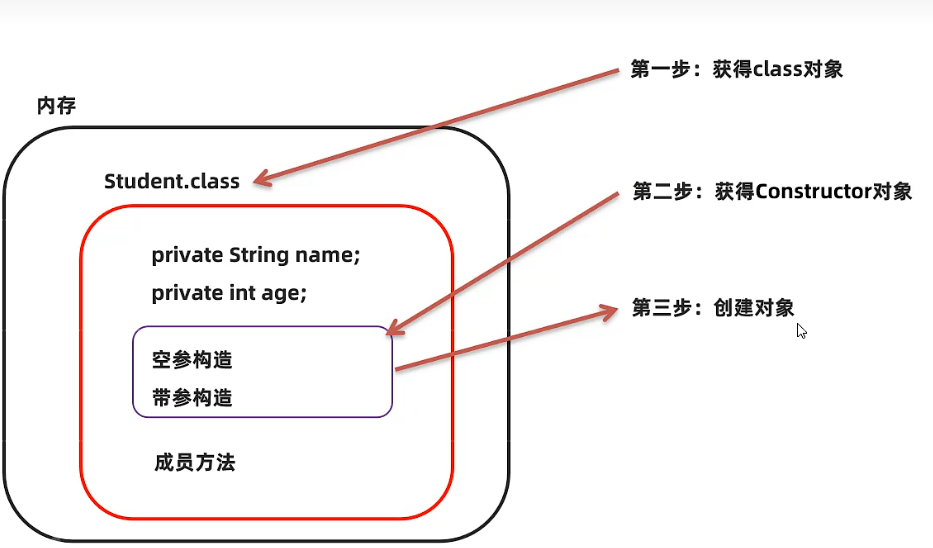 第一步：获得class对象
内存
Student.class
第二步：获得Constructor对象
private String name;
private int age;
第三步：创建对象
空参构造
带参构造
成员方法